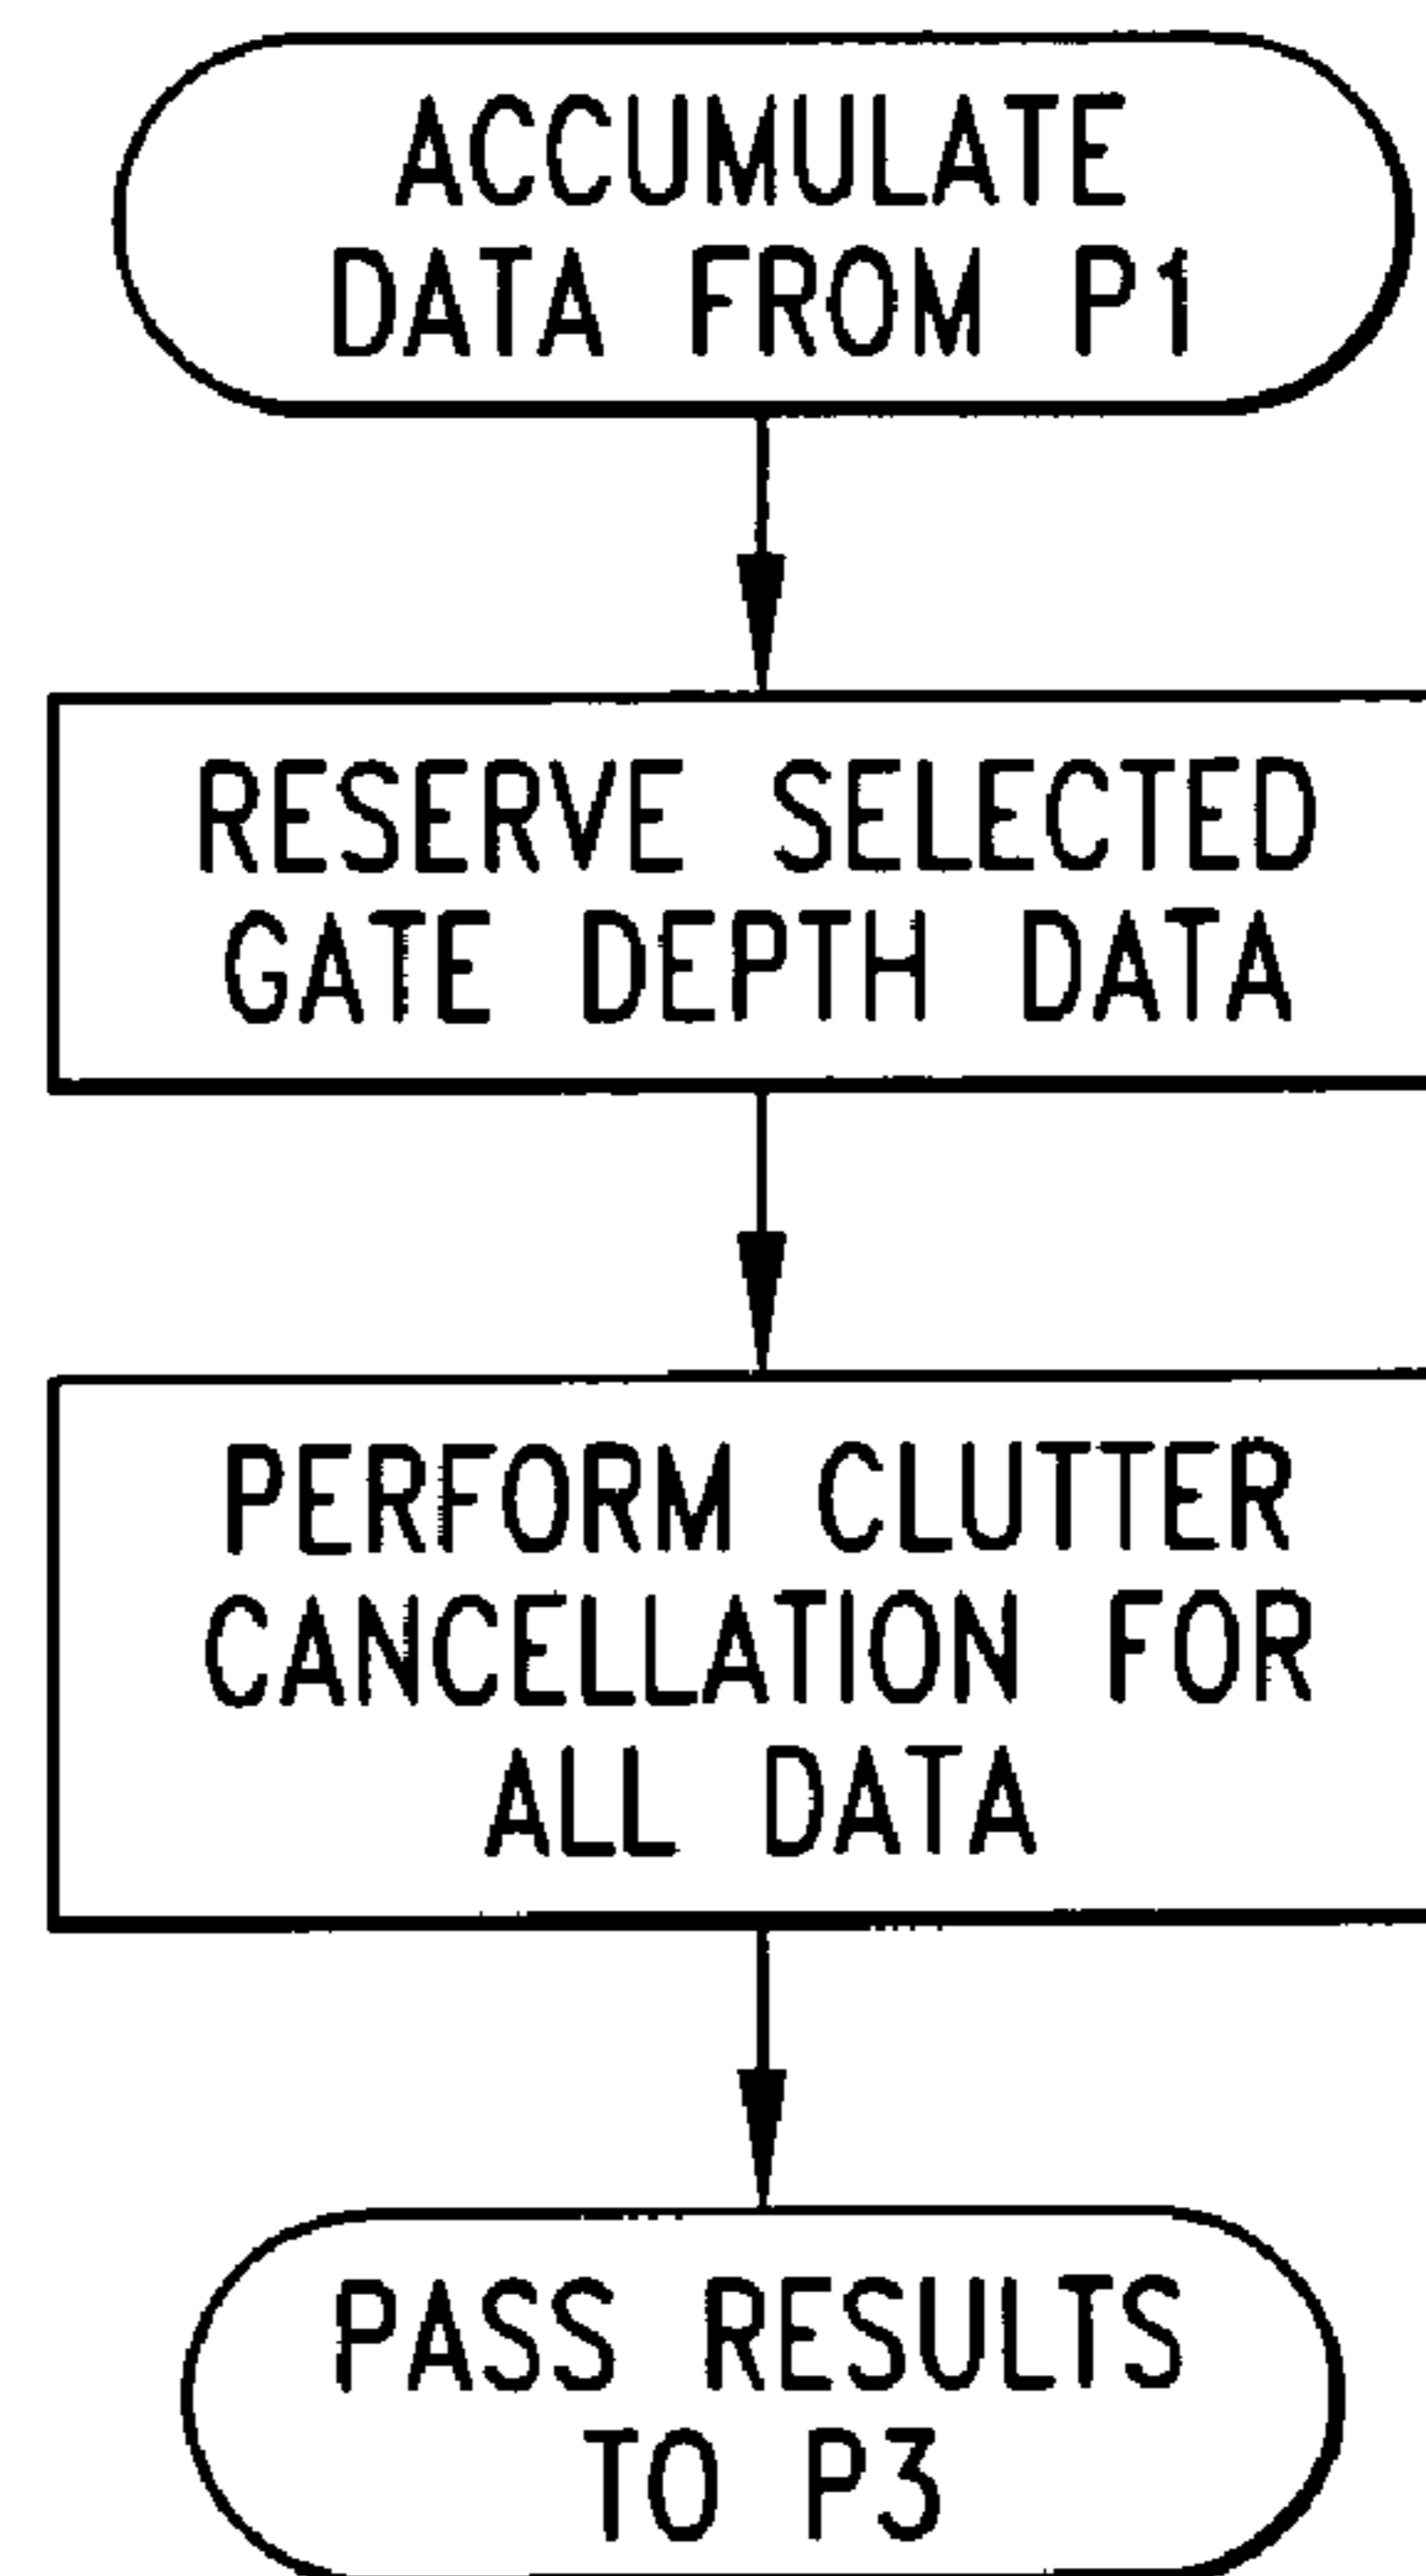 ACCUMULATE
DATA FROM P1
RESERVE SELECTED
GATE DEPTH DATA
PERFORM CLUTTER
CANCELLATION FOR
ALL DATA
PASS RESULTS
TO P3